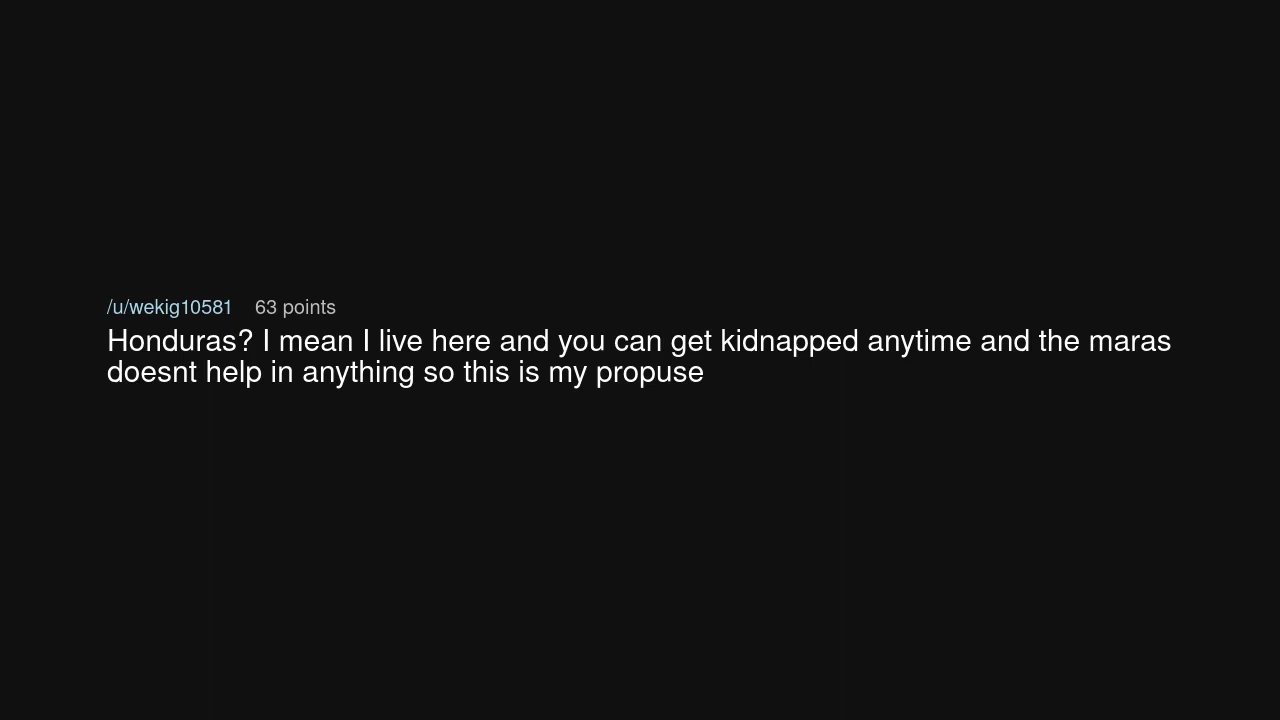 /u/wekig10581 63 points
Honduras? I mean I live here and you can get kidnapped anytime and the maras
doesnt help in anything so this is my propuse